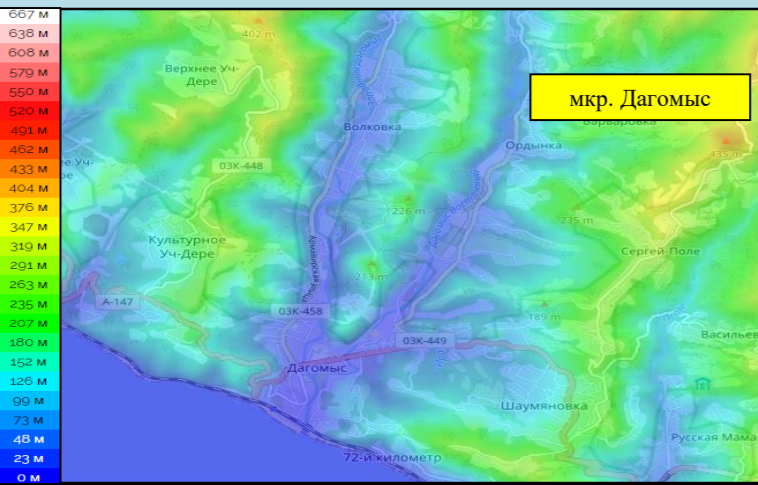 667 м
638 м
608 м
579 м
550 м
520 м
491 м
462 м
433 м
404 м
376 м
347 м
319 м
291 м
263 м
235 м
207 м
180 м
152 м
126 м
99 м
73 м
48 м
23 м
0 м
402 m
Верхнее Уч-
Дере
мкр. Дагомыс
Волковка
Барваровка
Ордынка
435 m
03К-448
226 m
235 m
Культурное
Уч-Дере
Сергей-Поле
213 m
А-147
03К-458
189 m
03К-449
Васильев
Дагомыс
Шаумяновка
Русская Мама
72-й километр